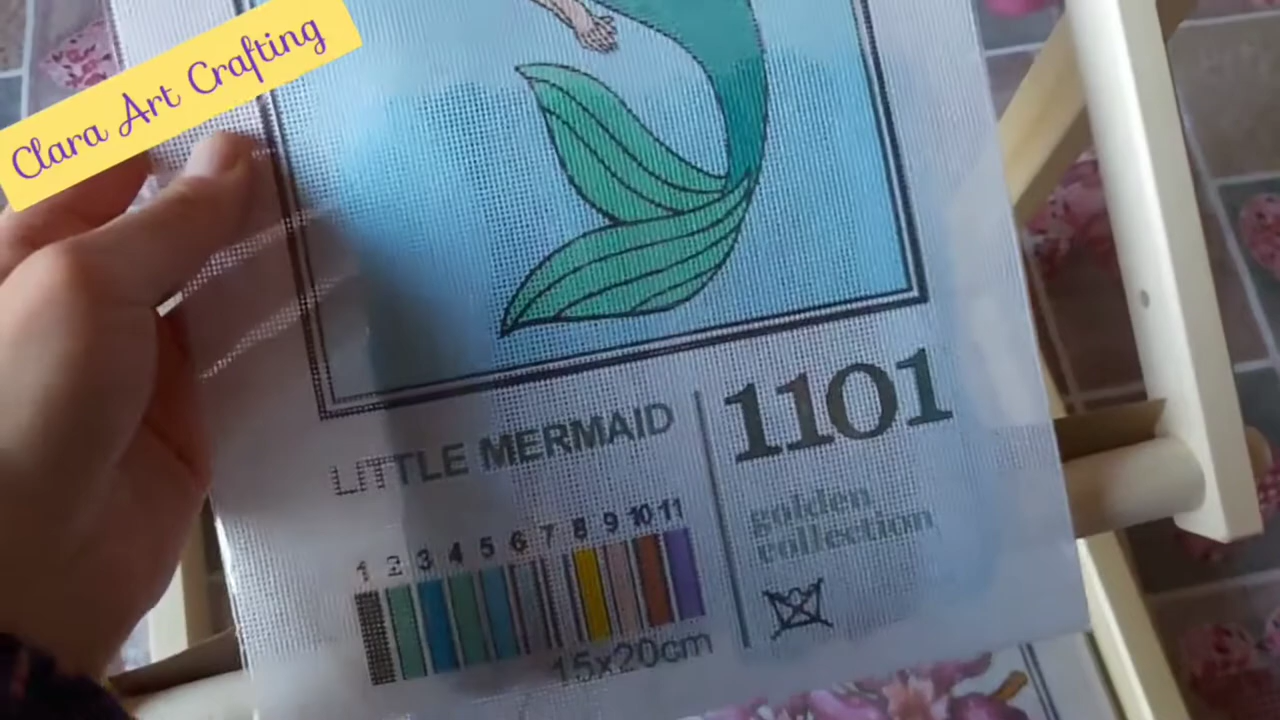 Clara Art Crafting
LITTLE MERMAID
1 2 3 4 5 6 7 8 9 10 11
15x20cm
1101
golden
collection